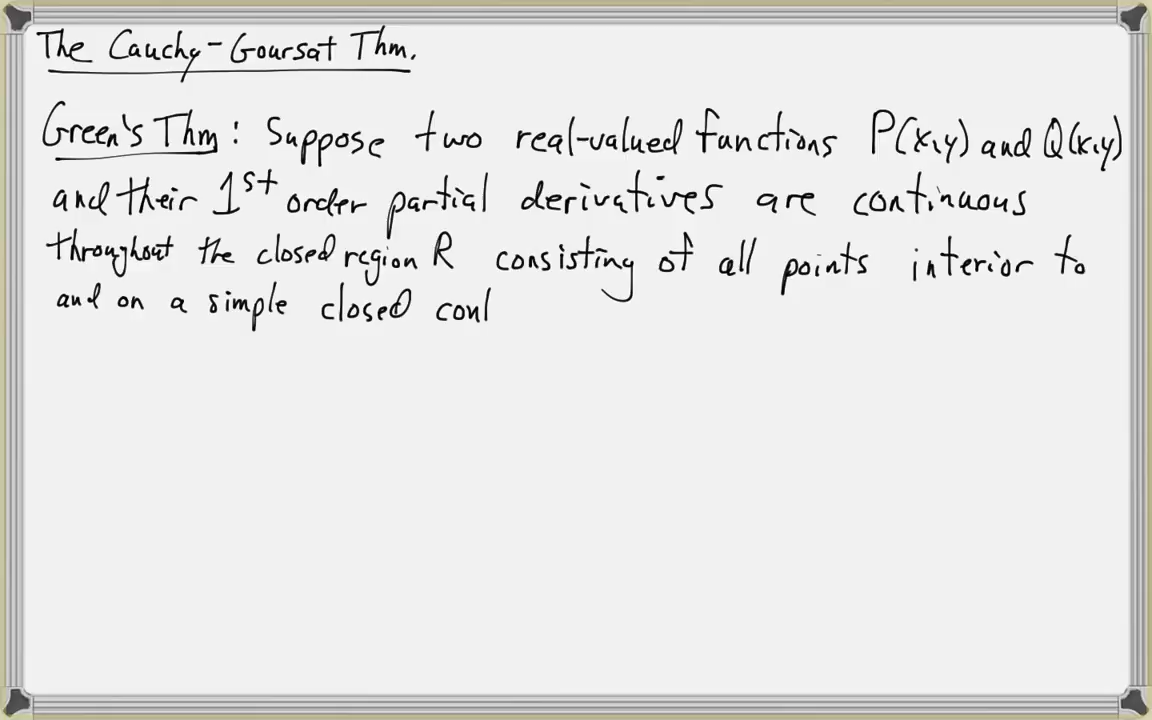 The Cauchy-Goursat Thm.
Green's Thm: Suppose two real-valued functions P(x,y) and Q(x,y)
and their 1st order partial derivatives are continuous
throughout the closed region R consisting of all points interior to
and on a simple closed